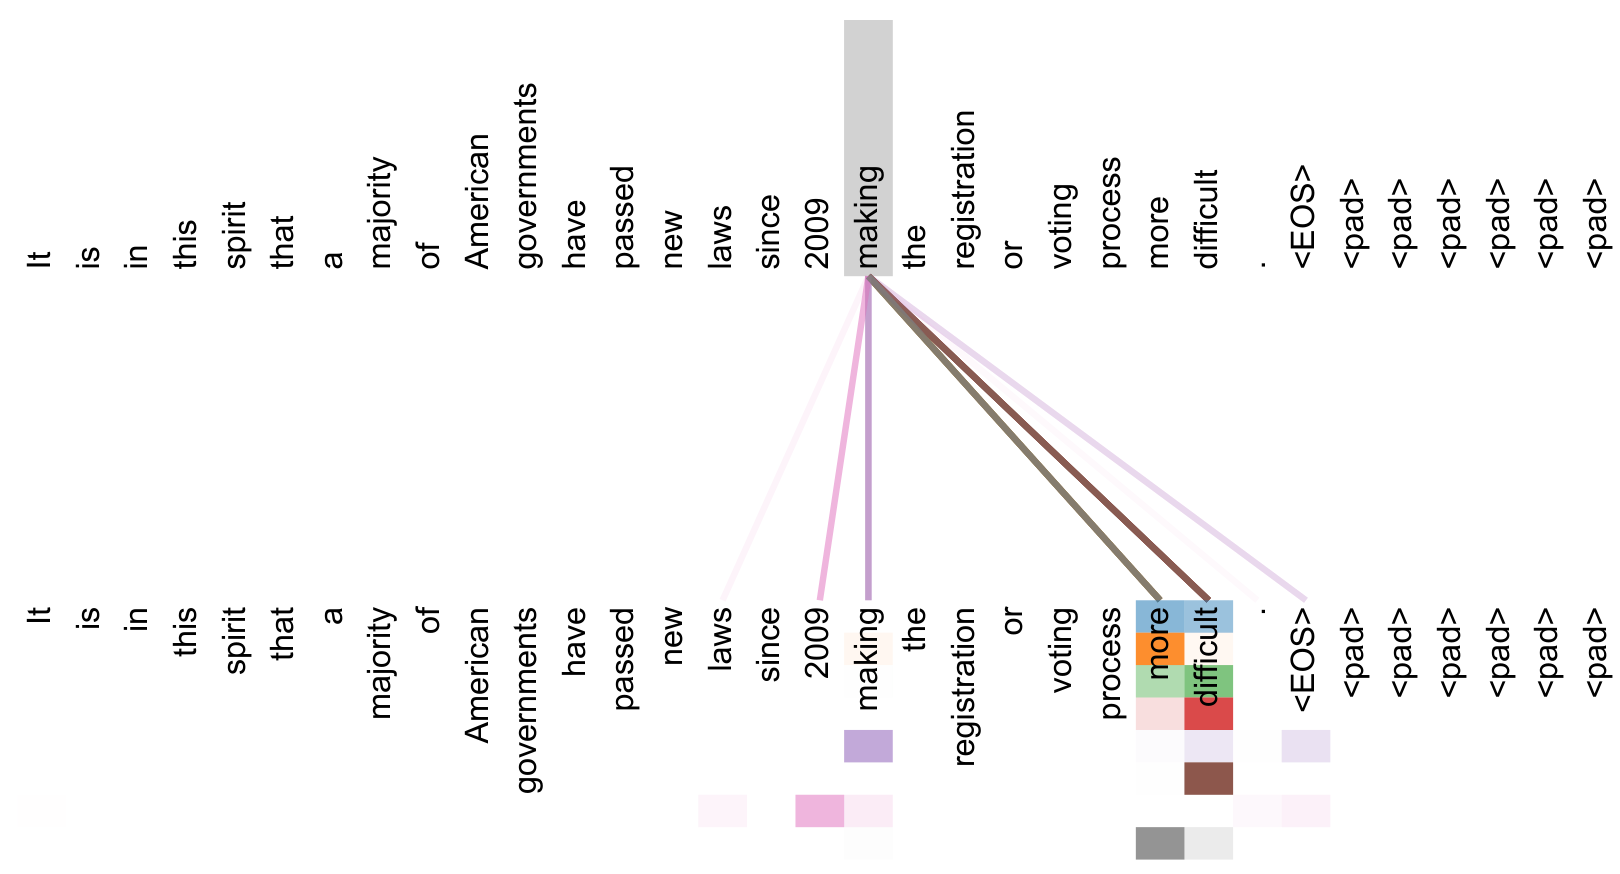 It is in this spirit that a majority of American governments have passed new laws since 2009 making the registration or voting process more difficult . <EOS> <pad> <pad> <pad> <pad> <pad> <pad>
It is in this spirit that a majority of American governments have passed new laws since 2009 making the registration or voting process more difficult . <EOS> <pad> <pad> <pad> <pad> <pad> <pad>